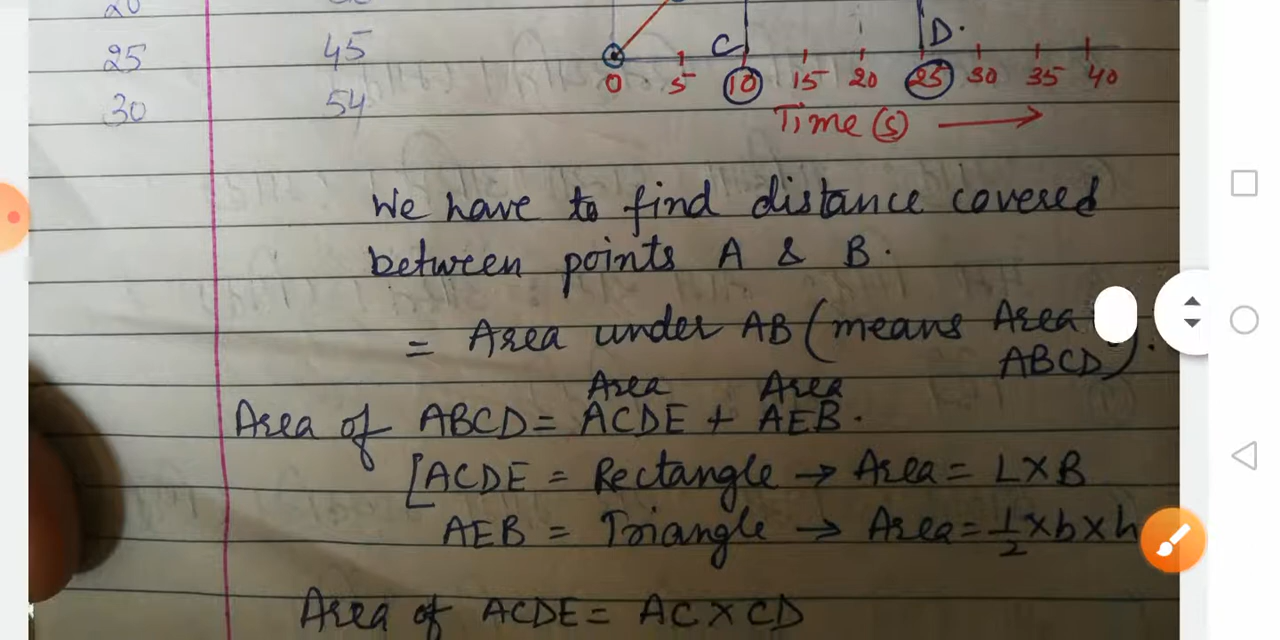 25 45
30 54
C D.
0 5 10 15 20 25 30 35 40
Time (s)
We have to find distance covered
between points A & B.
= Area under AB (means Area
ABCD).
Area Area
Area of ABCD = ACDE + AEB.
[ACDE = Rectangle → Area = L×B
AEB = Triangle → Area = 1/2 × b × h
Area of ACDE = AC × CD